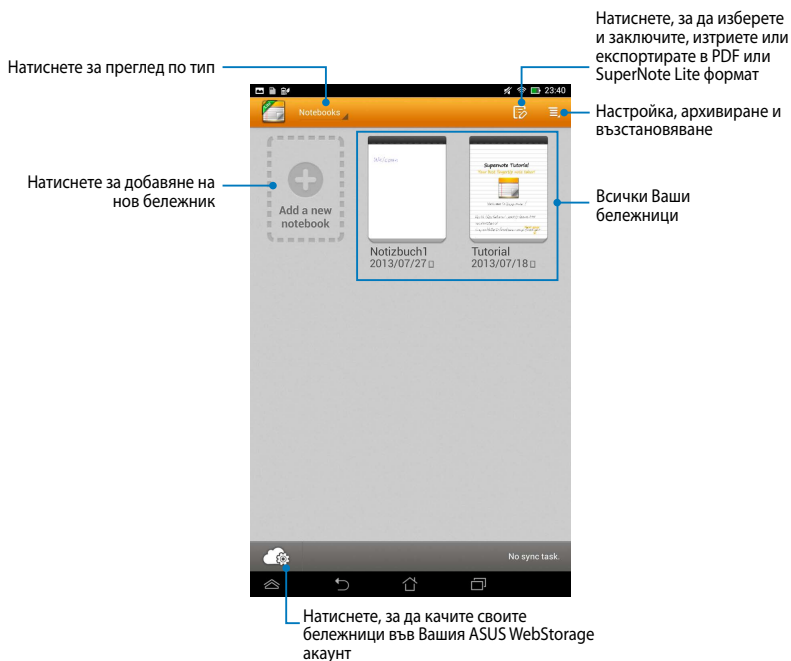 Натиснете, за да изберете
и заключите, изтриете или
експортирате в PDF или
SuperNote Lite формат
Натиснете за преглед по тип
23:40
Notebooks
Настройка, архивиране и
възстановяване
Натиснете за добавяне на
нов бележник
Add a new
notebook
Welcome
Supernote Tutorial
Всички Ваши
бележници
Notizbuch1
2013/07/27
Tutorial
2013/07/18
No sync task.
Натиснете, за да качите своите
бележници във Вашия ASUS WebStorage
акаунт